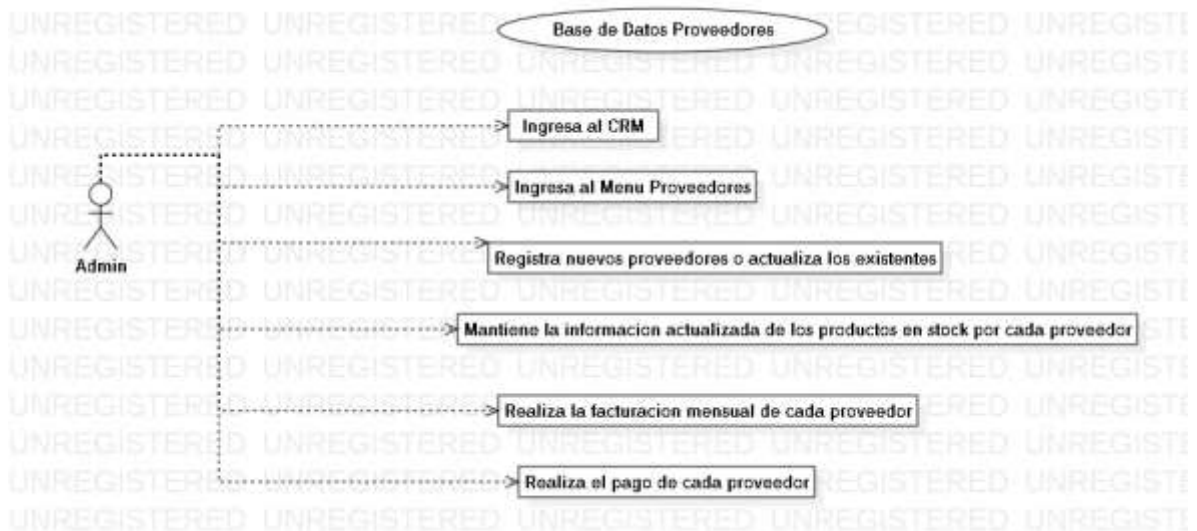 Base de Datos Proveedores
Ingresa al CRM
Ingresa al Menu Proveedores
Admin
Registra nuevos proveedores o actualiza los existentes
Mantiene la informacion actualizada de los productos en stock por cada proveedor
Realiza la facturacion mensual de cada proveedor
Realiza el pago de cada proveedor
UNREGISTERED